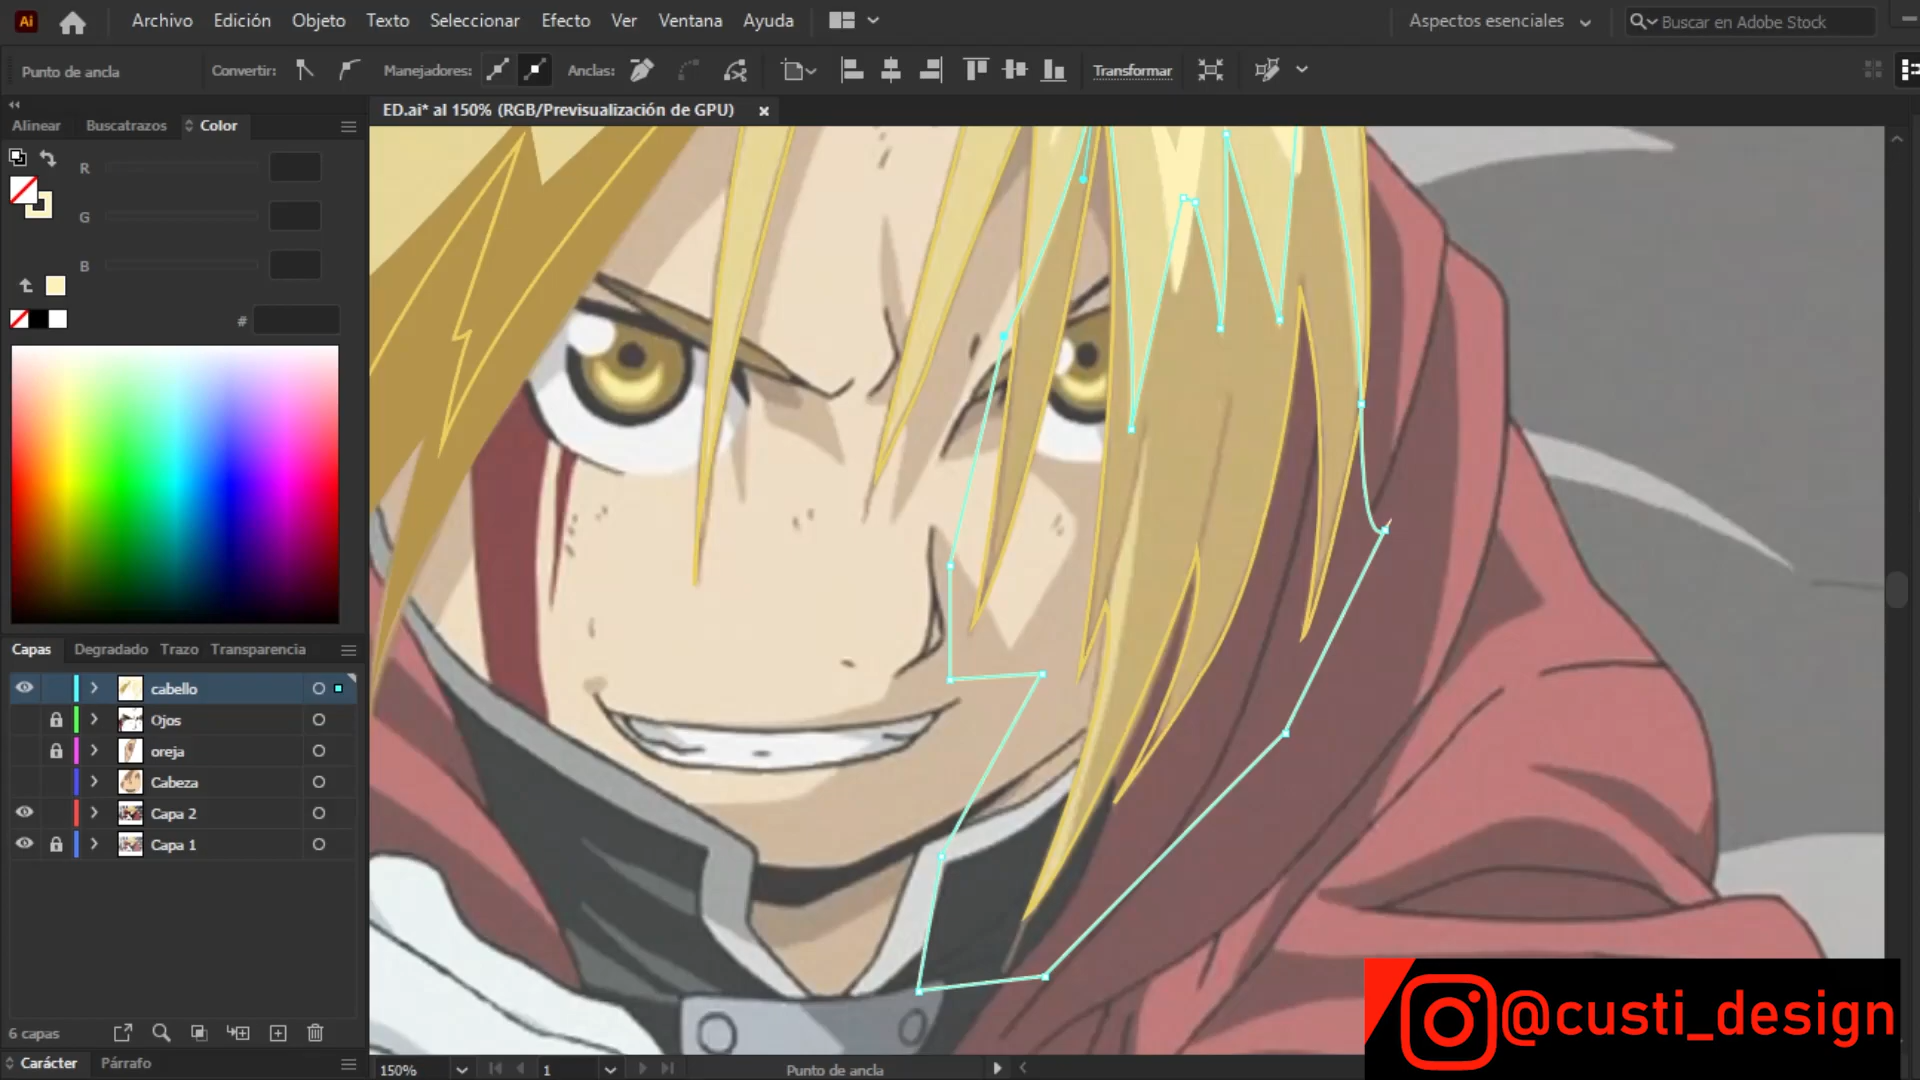 Ai Archivo Edición Objeto Texto Seleccionar Efecto Ver Ventana Ayuda Aspectos esenciales Buscar en Adobe Stock
Punto de ancla Convertir: Manejadores: Anclas: Transformar
ED.ai* al 150% (RGB/Previsualización de GPU)
Alinear Buscatrazos Color
R
G
B
#
Capas Degradado Trazo Transparencia
cabello
Ojos
oreja
Cabeza
Capa 2
Capa 1
6 capas
Carácter Párrafo
150% 1 Punto de ancla
@custi_design